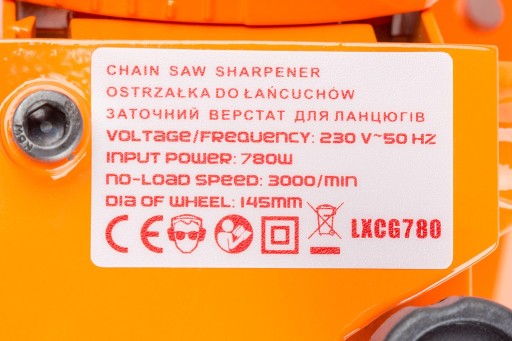 CHAIN SAW SHARPENER
OSTRZAŁKA DO ŁAŃCUCHÓW
ЗАТОЧНИЙ ВЕРСТАТ ДЛЯ ЛАНЦЮГІВ
VOLTAGE/FREQUENCY: 230 V~50 HZ
INPUT POWER: 780W
NO-LOAD SPEED: 3000/MIN
DIA OF WHEEL: 145MM
CE LXCG780